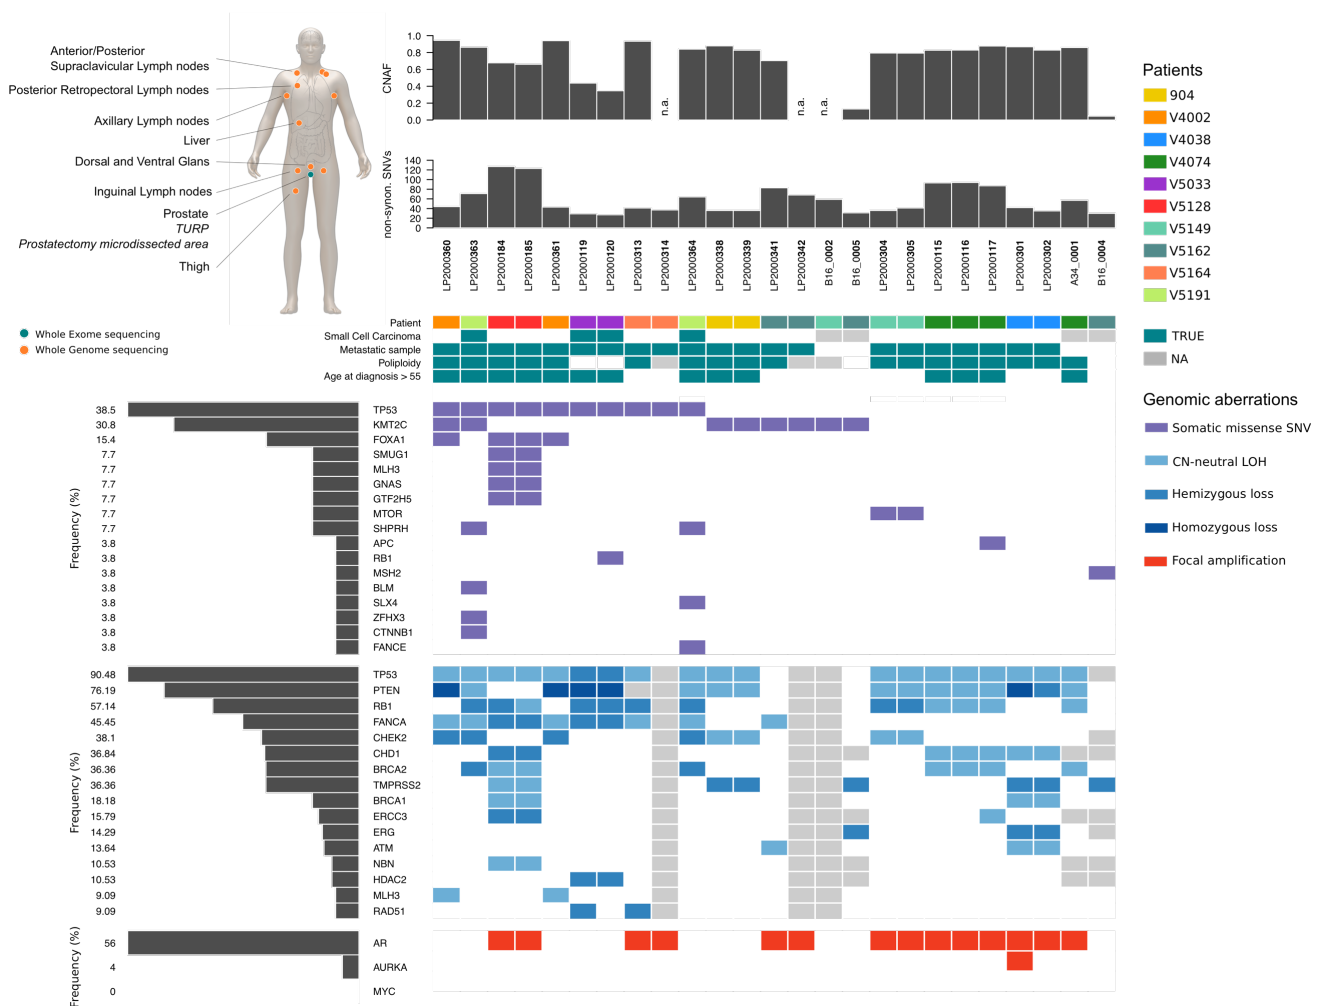 Anterior/Posterior
Supraclavicular Lymph nodes
Posterior Retropectoral Lymph nodes
Axillary Lymph nodes
Liver
Dorsal and Ventral Glans
Inguinal Lymph nodes
Prostate
TURP
Prostatectomy microdissected area
Thigh
Whole Exome sequencing
Whole Genome sequencing
CNAF
1.0
0.8
0.6
0.4
0.2
0.0
n.a.
n.a.
n.a.
non-synon. SNVs
140
120
100
80
60
40
20
0
LP2000360
LP2000363
LP2000184
LP2000185
LP2000361
LP2000119
LP2000120
LP2000313
LP2000314
LP2000364
LP2000338
LP2000339
LP2000341
LP2000342
B16_0002
B16_0005
LP2000304
LP2000305
LP2000115
LP2000116
LP2000117
LP2000301
LP2000302
A34_0001
B16_0004
Patient
Small Cell Carcinoma
Metastatic sample
Poliploidy
Age at diagnosis > 55
Patients
904
V4002
V4038
V4074
V5033
V5128
V5149
V5162
V5164
V5191
TRUE
NA
Genomic aberrations
Somatic missense SNV
CN-neutral LOH
Hemizygous loss
Homozygous loss
Focal amplification
Frequency (%)
38.5 TP53
30.8 KMT2C
15.4 FOXA1
7.7 SMUG1
7.7 MLH3
7.7 GNAS
7.7 GTF2H5
7.7 MTOR
7.7 SHPRH
3.8 APC
3.8 RB1
3.8 MSH2
3.8 BLM
3.8 SLX4
3.8 ZFHX3
3.8 CTNNB1
3.8 FANCE
Frequency (%)
90.48 TP53
76.19 PTEN
57.14 RB1
45.45 FANCA
38.1 CHEK2
36.84 CHD1
36.36 BRCA2
36.36 TMPRSS2
18.18 BRCA1
15.79 ERCC3
14.29 ERG
13.64 ATM
10.53 NBN
10.53 HDAC2
9.09 MLH3
9.09 RAD51
Frequency (%)
56 AR
4 AURKA
0 MYC